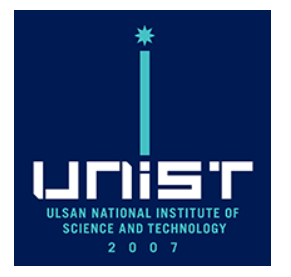 UNiST
ULSAN NATIONAL INSTITUTE OF
SCIENCE AND TECHNOLOGY
2 0 0 7